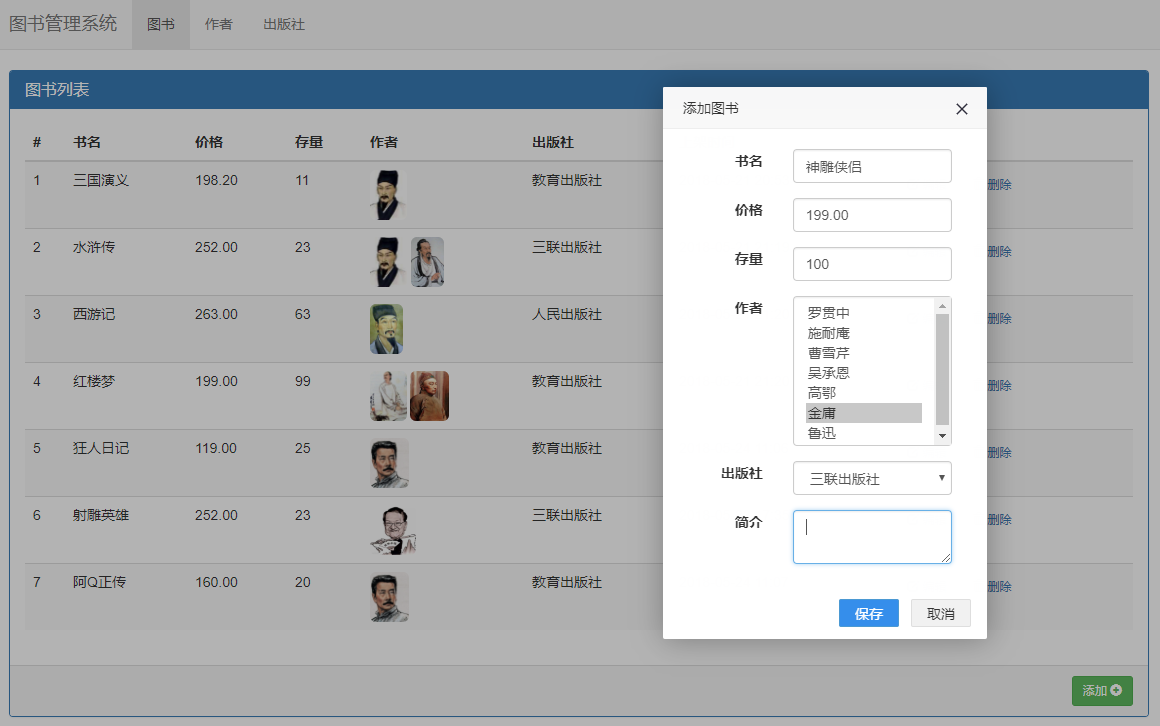 图书管理系统 图书 作者 出版社
图书列表
# 书名 价格 存量 作者 出版社
1 三国演义 198.20 11 教育出版社 删除
2 水浒传 252.00 23 三联出版社 删除
3 西游记 263.00 63 人民出版社 删除
4 红楼梦 199.00 99 教育出版社 删除
5 狂人日记 119.00 25 教育出版社 删除
6 射雕英雄 252.00 23 三联出版社 删除
7 阿Q正传 160.00 20 教育出版社 删除
添加
添加图书
书名 神雕侠侣
价格 199.00
存量 100
作者 罗贯中
施耐庵
曹雪芹
吴承恩
高鄂
金庸
鲁迅
出版社 三联出版社
简介
保存 取消